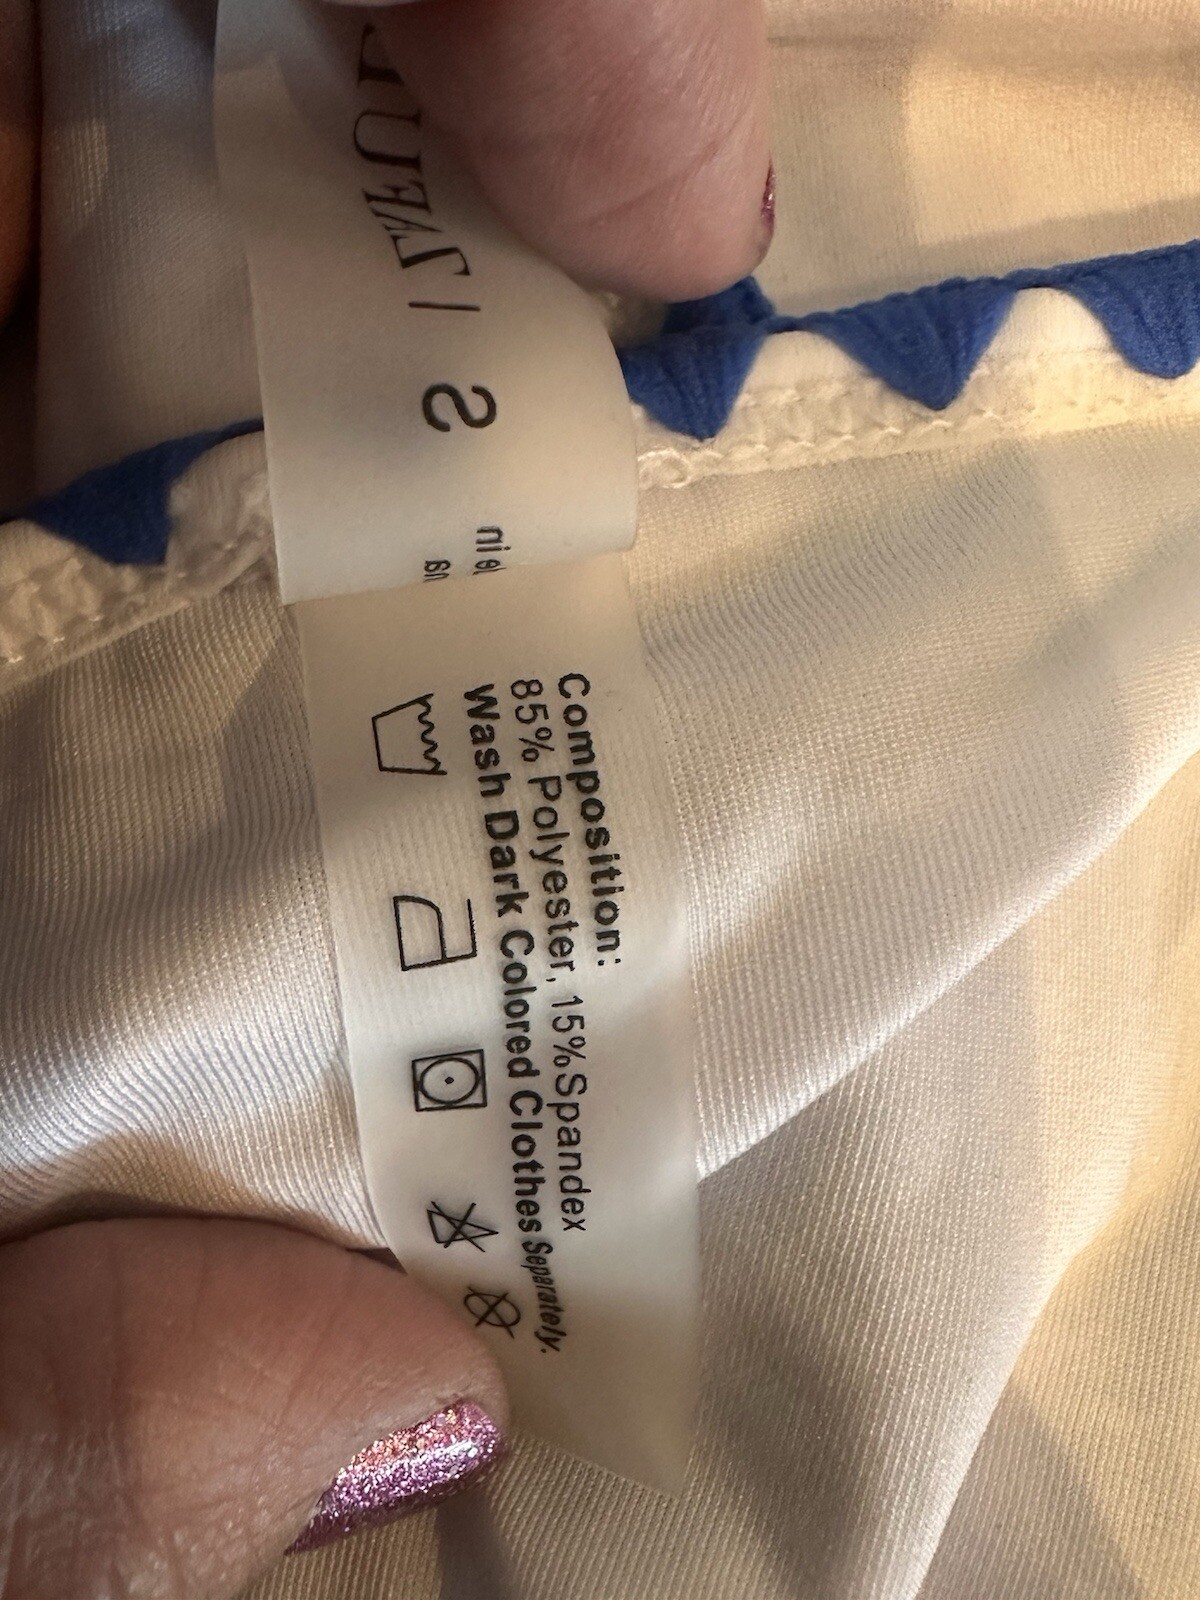 S
Composition:
85% Polyester, 15%Spandex
Wash Dark Colored Clothes Separately.